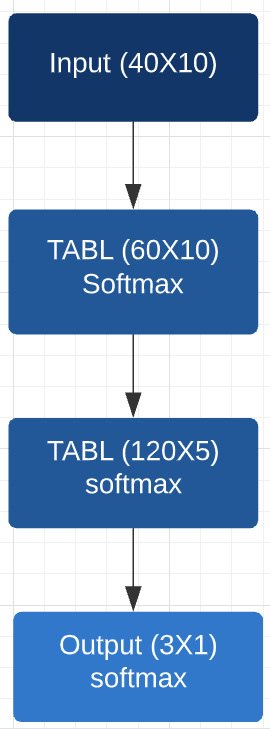 Input (40X10)
TABL (60X10)
Softmax
TABL (120X5)
softmax
Output (3X1)
softmax